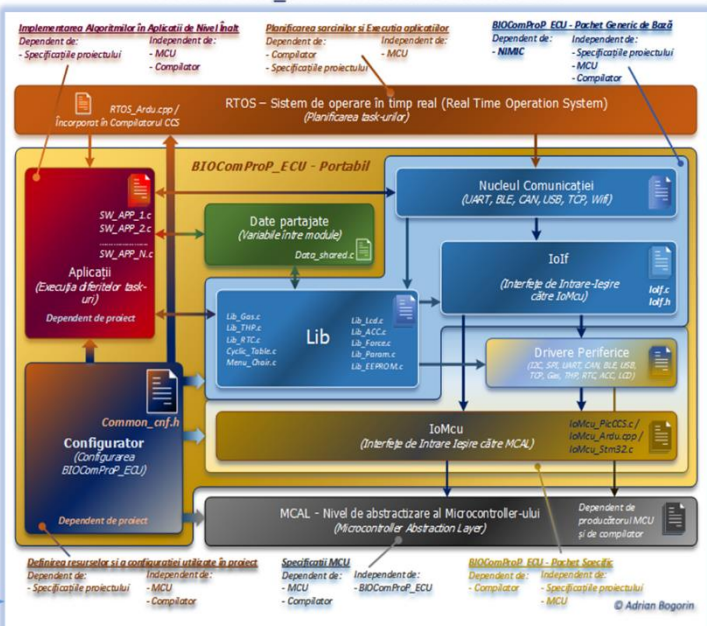 Implementarea Algoritmilor în Aplicatii de Nivel Înalt
Dependent de:
- Specificațiile proiectului
Independent de:
- MCU
- Compilator
Planificarea sarcinilor si Executia aplicatiilor
Dependent de:
- Compilator
- Specificațiile proiectului
Independent de:
- MCU
BIOComProP_ECU - Pachet Generic de Bază
Dependent de:
- NIMIC
Independent de:
- Specificațiile proiectului
- MCU
- Compilator
RTOS_Ardu.cpp /
Încorporat în Compilatorul CCS
RTOS – Sistem de operare în timp real (Real Time Operation System)
(Planificarea task-urilor)
BIOComProP_ECU - Portabil
SW_APP_1.c
SW_APP_2.c
SW_APP_N.c
Aplicații
(Execuția diferitelor task-
uri)
Dependent de proiect
Date partajate
(Variabile între module)
Data_shared.c
Nucleul Comunicației
(UART, BLE, CAN, USB, TCP, Wifi)
IoIf
(Interfețe de Intrare-Ieșire
către IoMcu)
IoIf.c
IoIf.h
Lib_Gas.c
Lib_THP.c
Lib_RTC.c
Cyclic_Table.c
Menu_Chair.c
Lib
Lib_Lcd.c
Lib_ACC.c
Lib_Force.c
Lib_Param.c
Lib_EEPROM.c
Drivere Periferice
(I2C, SPI, UART, CAN, BLE, USB,
TCP, Gas, THP, RTC, ACC, LCD)
Common_cnf.h
Configurator
(Configurarea
BIOComProP_ECU)
Dependent de proiect
IoMcu
(Interfețe de Intrare Ieșire către MCAL)
IoMcu_PicCCS.c /
IoMcu_Ardu.cpp /
IoMcu_Stm32.c
MCAL - Nivel de abstractizare al Microcontroller-ului
(Microcontroller Abstraction Layer)
Dependent de
producătorul MCU
și de compilator
Definirea resurselor si a configuratiei utilizate în proiect
Dependent de:
- Specificațiile proiectului
Independent de:
- MCU
- Compilator
Specificatii MCU
Dependent de:
- MCU
- Compilator
Independent de:
- BIOComProP_ECU
BIOComProP_ECU - Pachet Specific
Dependent de:
- Compilator
Independent de:
- Specificațiile proiectului
- MCU
© Adrian Bogorin